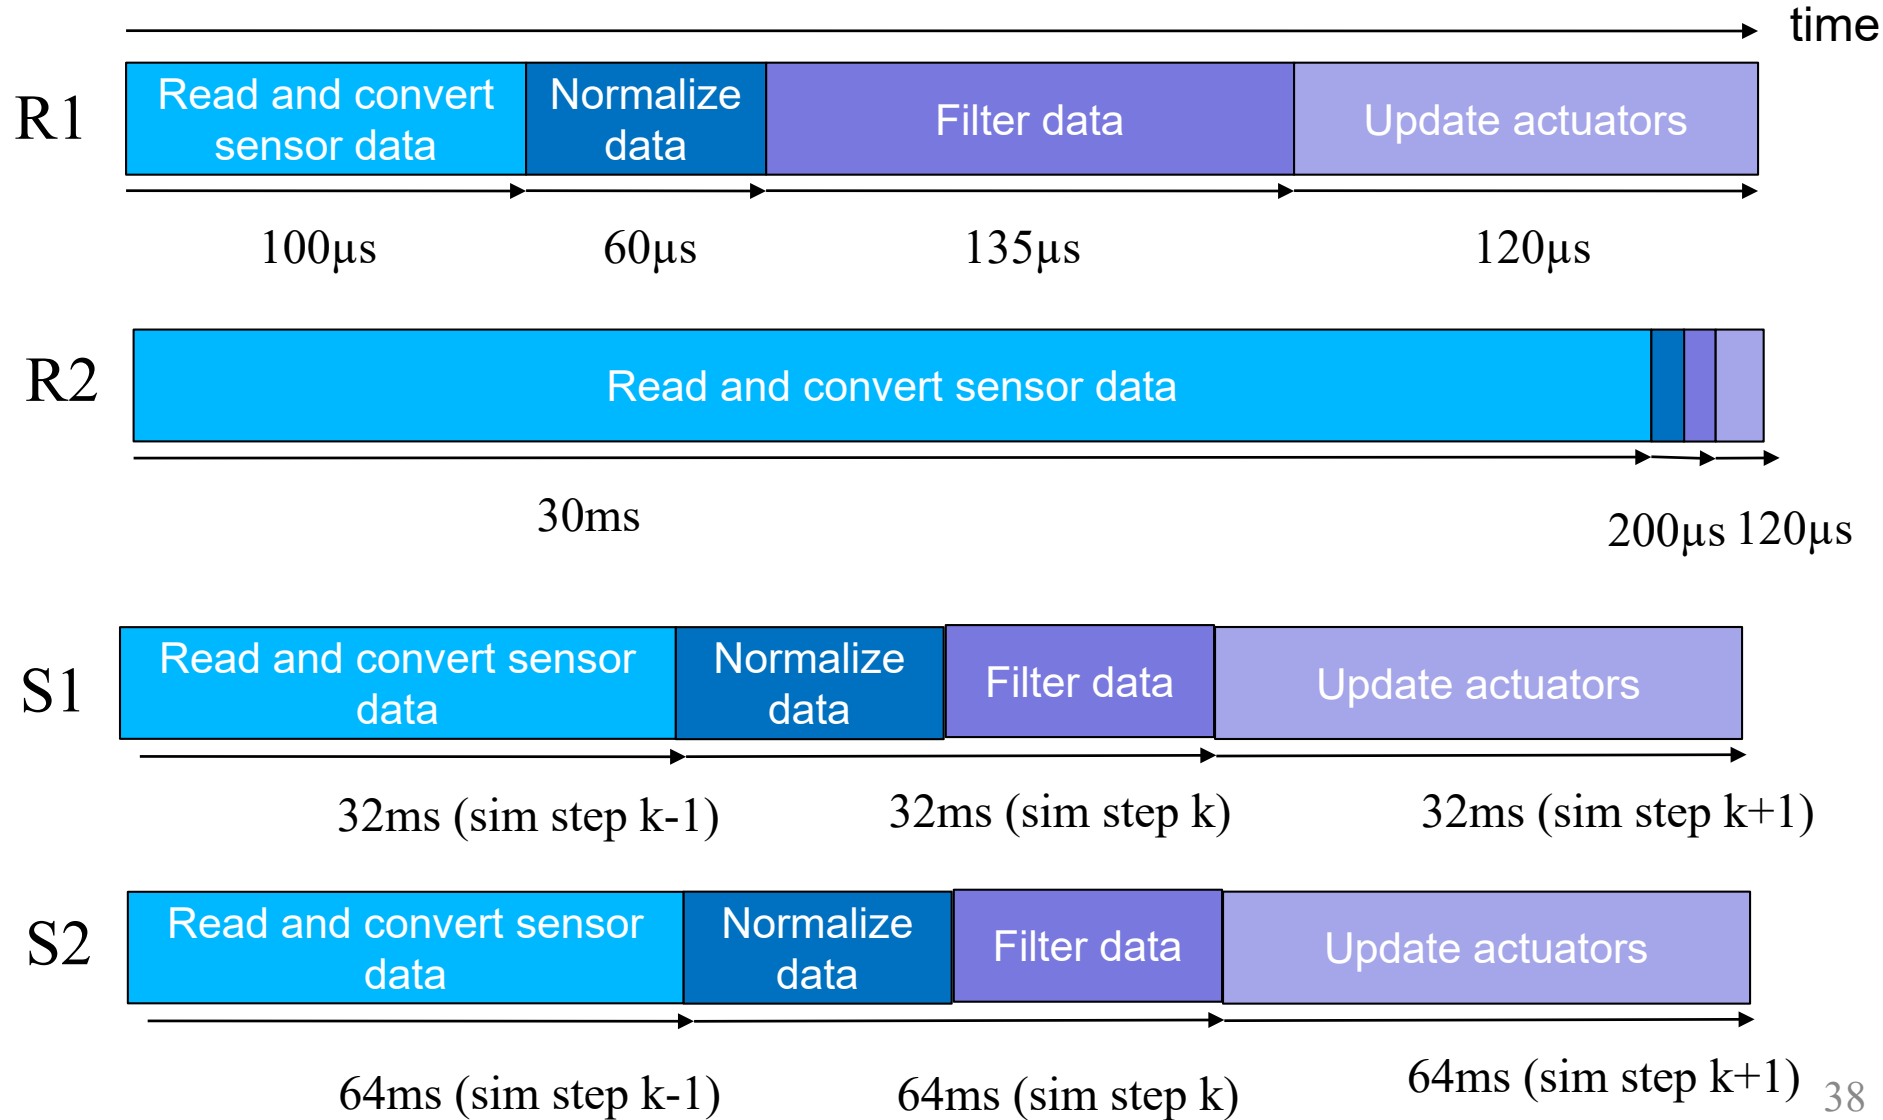 time
R1
Read and convert
sensor data
Normalize
data
Filter data
Update actuators
100µs
60µs
135µs
120µs
R2
Read and convert sensor data
30ms
200µs
120µs
S1
Read and convert sensor
data
Normalize
data
Filter data
Update actuators
32ms (sim step k-1)
32ms (sim step k)
32ms (sim step k+1)
S2
Read and convert sensor
data
Normalize
data
Filter data
Update actuators
64ms (sim step k-1)
64ms (sim step k)
64ms (sim step k+1)
38